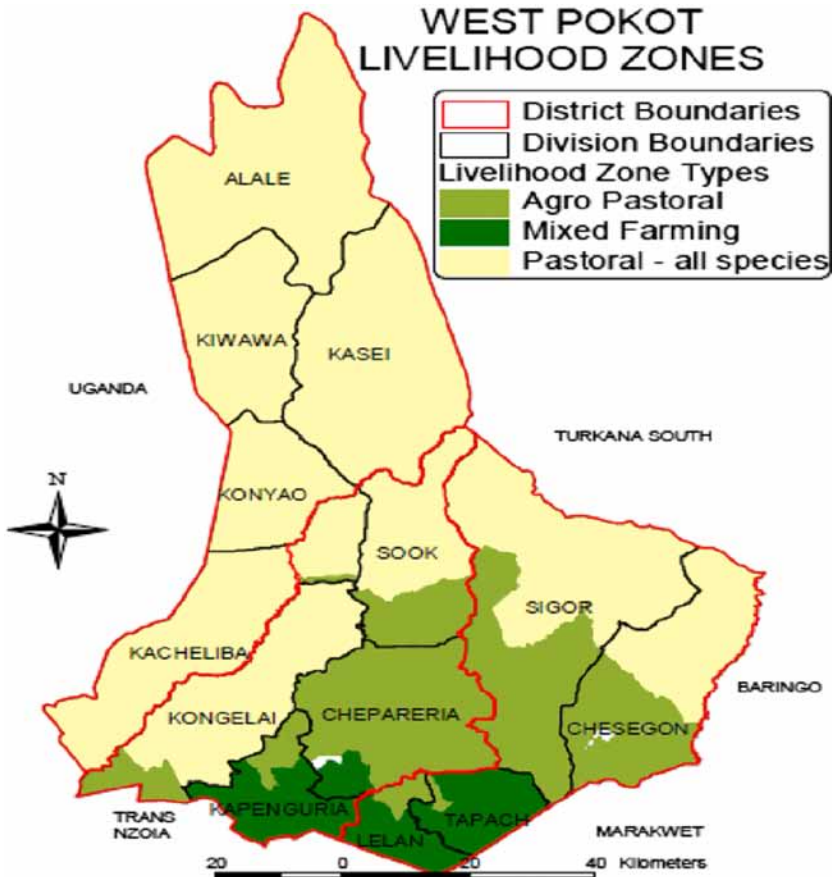 WEST POKOT
LIVELIHOOD ZONES
District Boundaries
Division Boundaries
Livelihood Zone Types
Agro Pastoral
Mixed Farming
Pastoral - all species
ALALE
KIWAWA
KASEI
UGANDA
TURKANA SOUTH
N
KONYAO
SOOK
SIGOR
KACHELIBA
BARINGO
KONGELAI
CHEPARERIA
CHESEGON
KAPENGURIA
TRANS
NZOIA
LELAN
TAPACH
MARAKWET
20 0 20 40 Kilometers